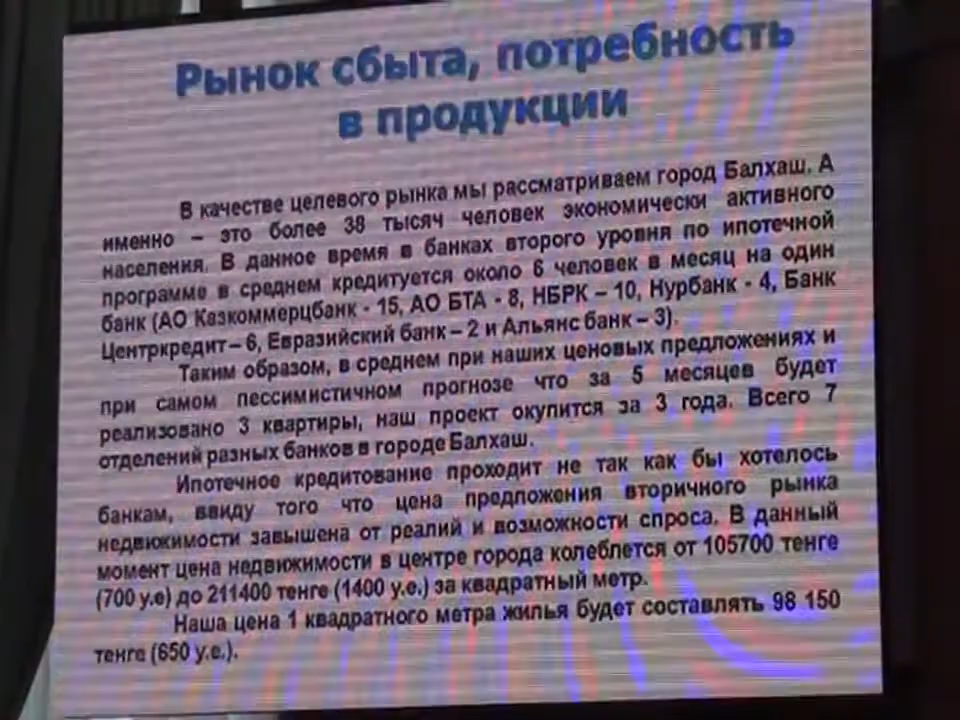 Рынок сбыта, потребность
в продукции
В качестве целевого рынка мы рассматриваем город Балхаш. А
именно – это более 38 тысяч человек экономически активного
населения. В данное время в банках второго уровня по ипотечной
программе в среднем кредитуется около 6 человек в месяц на один
банк (АО Казкоммерцбанк - 15, АО БТА - 8, НБРК – 10, Нурбанк - 4, Банк
Центркредит – 6, Евразийский банк – 2 и Альянс банк – 3).
Таким образом, в среднем при наших ценовых предложениях и
при самом пессимистичном прогнозе что за 5 месяцев будет
реализовано 3 квартиры, наш проект окупится за 3 года. Всего 7
отделений разных банков в городе Балхаш.
Ипотечное кредитование проходит не так как бы хотелось
банкам, ввиду того что цена предложения вторичного рынка
недвижимости завышена от реалий и возможности спроса. В данный
момент цена недвижимости в центре города колеблется от 105700 тенге
(700 у.е) до 211400 тенге (1400 у.е.) за квадратный метр.
Наша цена 1 квадратного метра жилья будет составлять 98 150
тенге (650 у.е.).